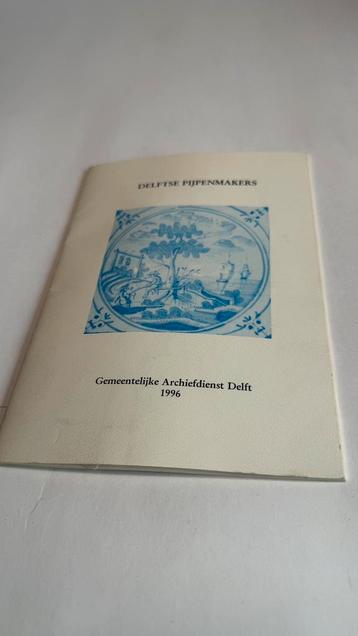 DELFTSE PIJPENMAKERS
Gemeentelijke Archiefdienst Delft
1996